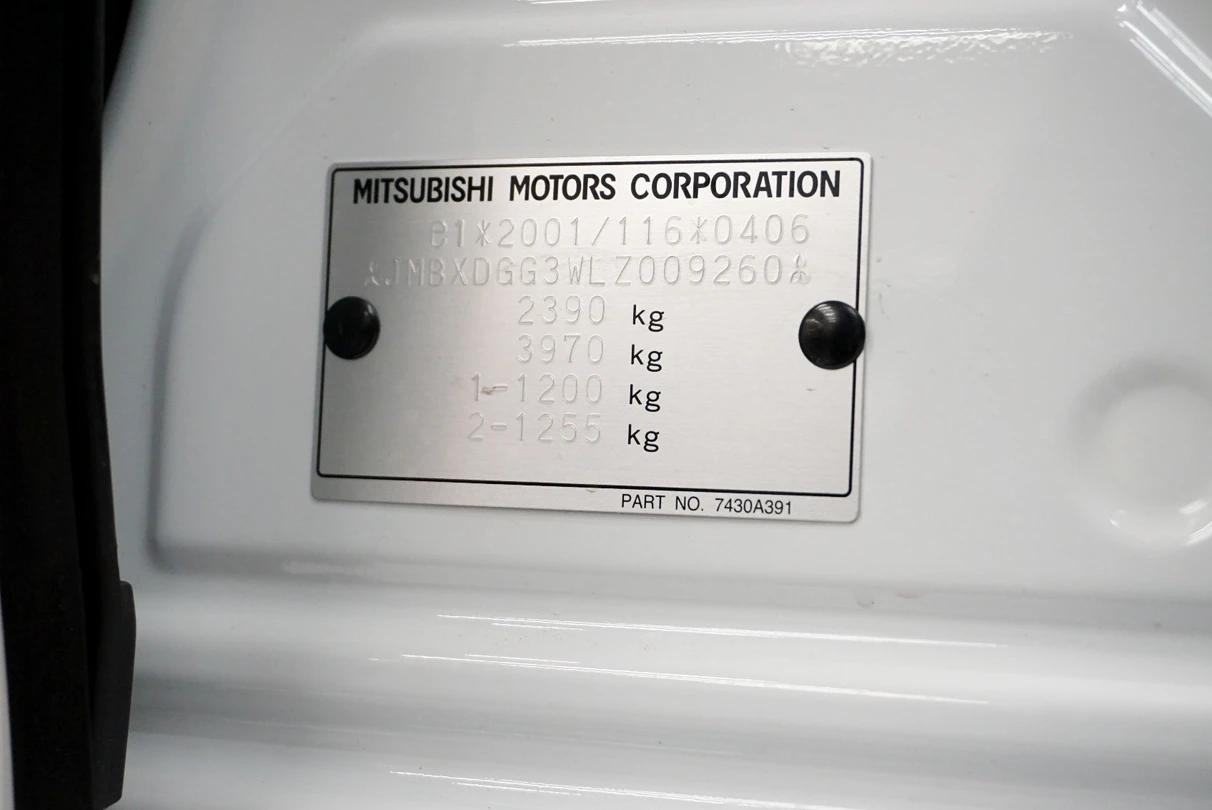 MITSUBISHI MOTORS CORPORATION
e1*2001/116*0406
JMBXDGG3WLZ009260
2390 kg
3970 kg
1-1200 kg
2-1255 kg
PART NO. 7430A391